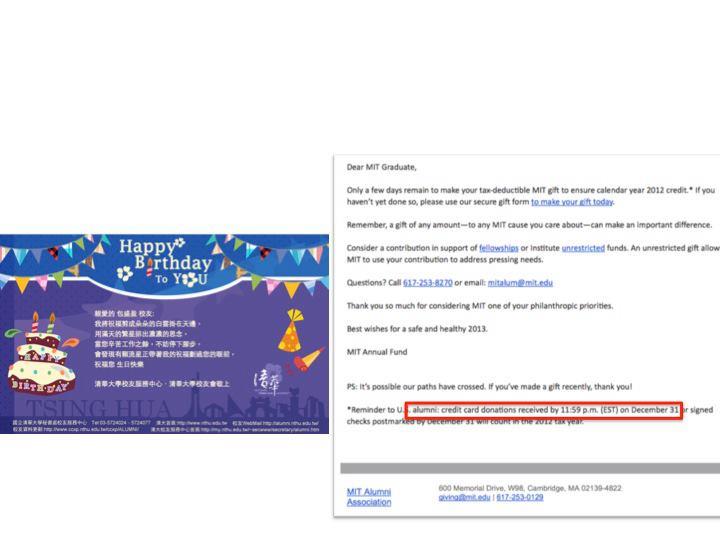 Happy
Birthday
To YOU
親愛的 包盛盈 校友:
我將祝福剪成朵朵的白雲掛在天邊，
用滿天的繁星排出濃濃的思念，
當您辛苦工作之餘，不妨停下腳步，
會發現有顆流星正帶著我的祝福劃過您的眼前，
祝福您 生日快樂
清華大學校友服務中心、清華大學校友會敬上
HAPPY
BIRTHDAY
清華
TSING HUA
國立清華大學秘書處校友服務中心 Tel:03-5724024、5724077 清大首頁:http://www.nthu.edu.tw 校友WebMail:http://alumni.nthu.edu.tw/
校友資料更新:http://www.ccxp.nthu.edu.tw/ccxp/ALUMNI/ 清大校友服務中心首頁:http://my.nthu.edu.tw/~secwww/secretary/alumni.htm
Dear MIT Graduate,
Only a few days remain to make your tax-deductible MIT gift to ensure calendar year 2012 credit.* If you
haven't yet done so, please use our secure gift form to make your gift today.
Remember, a gift of any amount—to any MIT cause you care about—can make an important difference.
Consider a contribution in support of fellowships or Institute unrestricted funds. An unrestricted gift allow
MIT to use your contribution to address pressing needs.
Questions? Call 617-253-8270 or email: mitalum@mit.edu
Thank you so much for considering MIT one of your philanthropic priorities.
Best wishes for a safe and healthy 2013.
MIT Annual Fund
PS: It's possible our paths have crossed. If you've made a gift recently, thank you!
*Reminder to U.S. alumni: credit card donations received by 11:59 p.m. (EST) on December 31 or signed
checks postmarked by December 31 will count in the 2012 tax year.
MIT Alumni
Association
600 Memorial Drive, W98, Cambridge, MA 02139-4822
giving@mit.edu | 617-253-0129